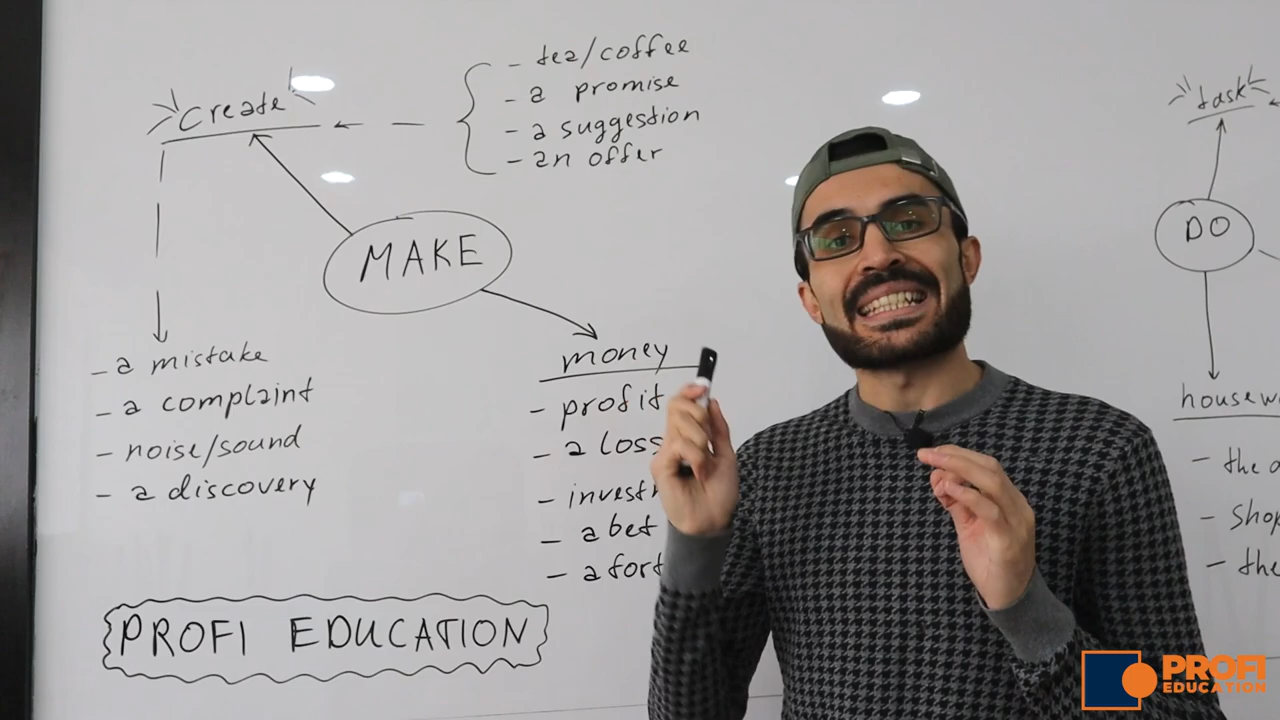 create
- tea/coffee
- a promise
- a suggestion
- an offer
MAKE
- a mistake
- a complaint
- noise/sound
- a discovery
money
- profit
- a loss
- a bet
PROFI EDUCATION
task
DO
- the
PROFI
EDUCATION